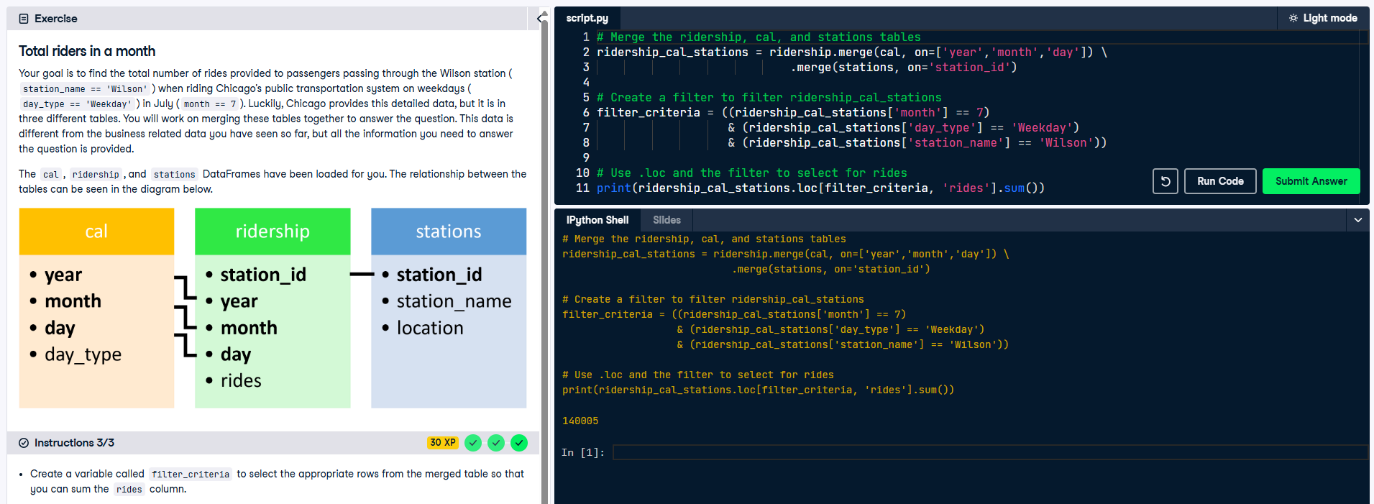 Exercise
Total riders in a month
Your goal is to find the total number of rides provided to passengers passing through the Wilson station (
station_name == 'Wilson' ) when riding Chicago's public transportation system on weekdays (
day_type == 'Weekday' ) in July ( month == 7 ). Luckily, Chicago provides this detailed data, but it is in
three different tables. You will work on merging these tables together to answer the question. This data is
different from the business related data you have seen so far, but all the information you need to answer
the question is provided.
The cal , ridership ,and stations DataFrames have been loaded for you. The relationship between the
tables can be seen in the diagram below.
cal
• year
• month
• day
• day_type
ridership
• station_id
• year
• month
• day
• rides
stations
• station_id
• station_name
• location
Instructions 3/3
30 XP
• Create a variable called filter_criteria to select the appropriate rows from the merged table so that
you can sum the rides column.
script.py
Light mode
1 # Merge the ridership, cal, and stations tables
2 ridership_cal_stations = ridership.merge(cal, on=['year','month','day']) \
3 .merge(stations, on='station_id')
4
5 # Create a filter to filter ridership_cal_stations
6 filter_criteria = ((ridership_cal_stations['month'] == 7)
7 & (ridership_cal_stations['day_type'] == 'Weekday')
8 & (ridership_cal_stations['station_name'] == 'Wilson'))
9
10 # Use .loc and the filter to select for rides
11 print(ridership_cal_stations.loc[filter_criteria, 'rides'].sum())
Run Code
Submit Answer
IPython Shell
Slides
# Merge the ridership, cal, and stations tables
ridership_cal_stations = ridership.merge(cal, on=['year','month','day']) \
.merge(stations, on='station_id')
# Create a filter to filter ridership_cal_stations
filter_criteria = ((ridership_cal_stations['month'] == 7)
& (ridership_cal_stations['day_type'] == 'Weekday')
& (ridership_cal_stations['station_name'] == 'Wilson'))
# Use .loc and the filter to select for rides
print(ridership_cal_stations.loc[filter_criteria, 'rides'].sum())
140005
In [1]: